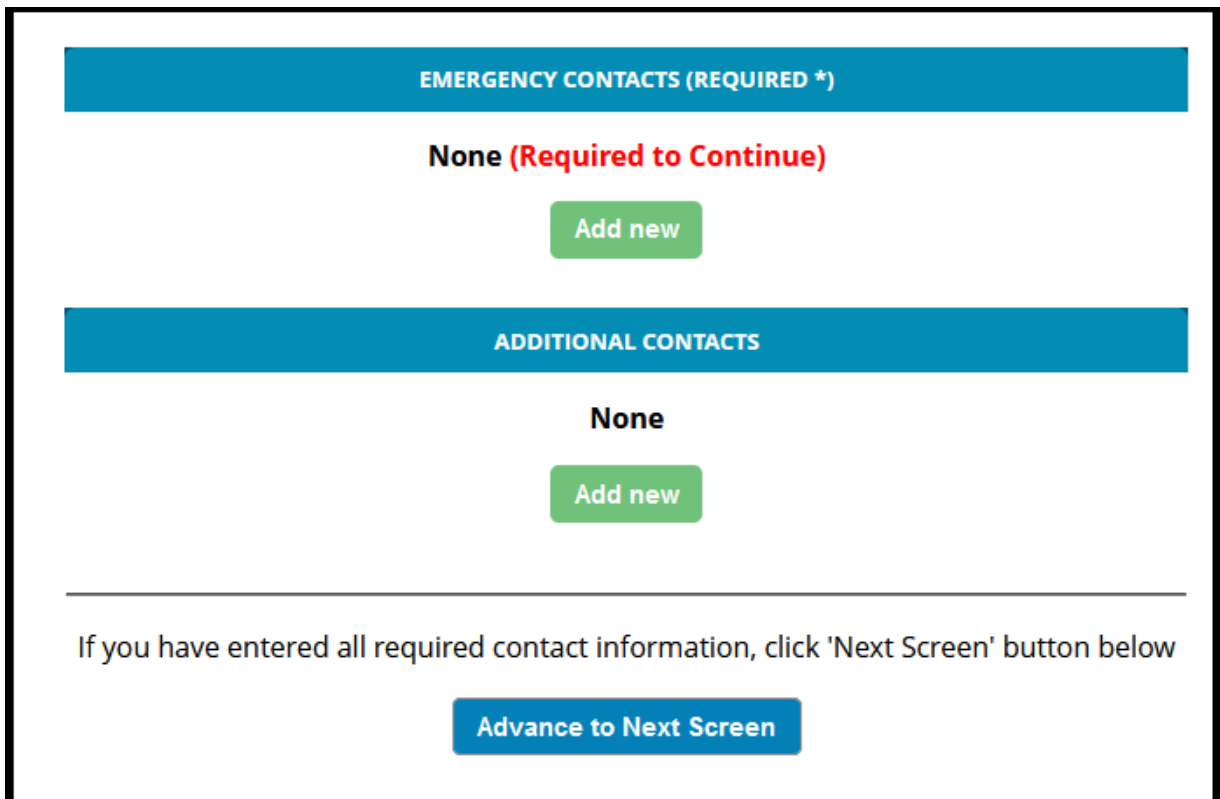 EMERGENCY CONTACTS (REQUIRED *)
None (Required to Continue)
Add new
ADDITIONAL CONTACTS
None
Add new
If you have entered all required contact information, click 'Next Screen' button below
Advance to Next Screen